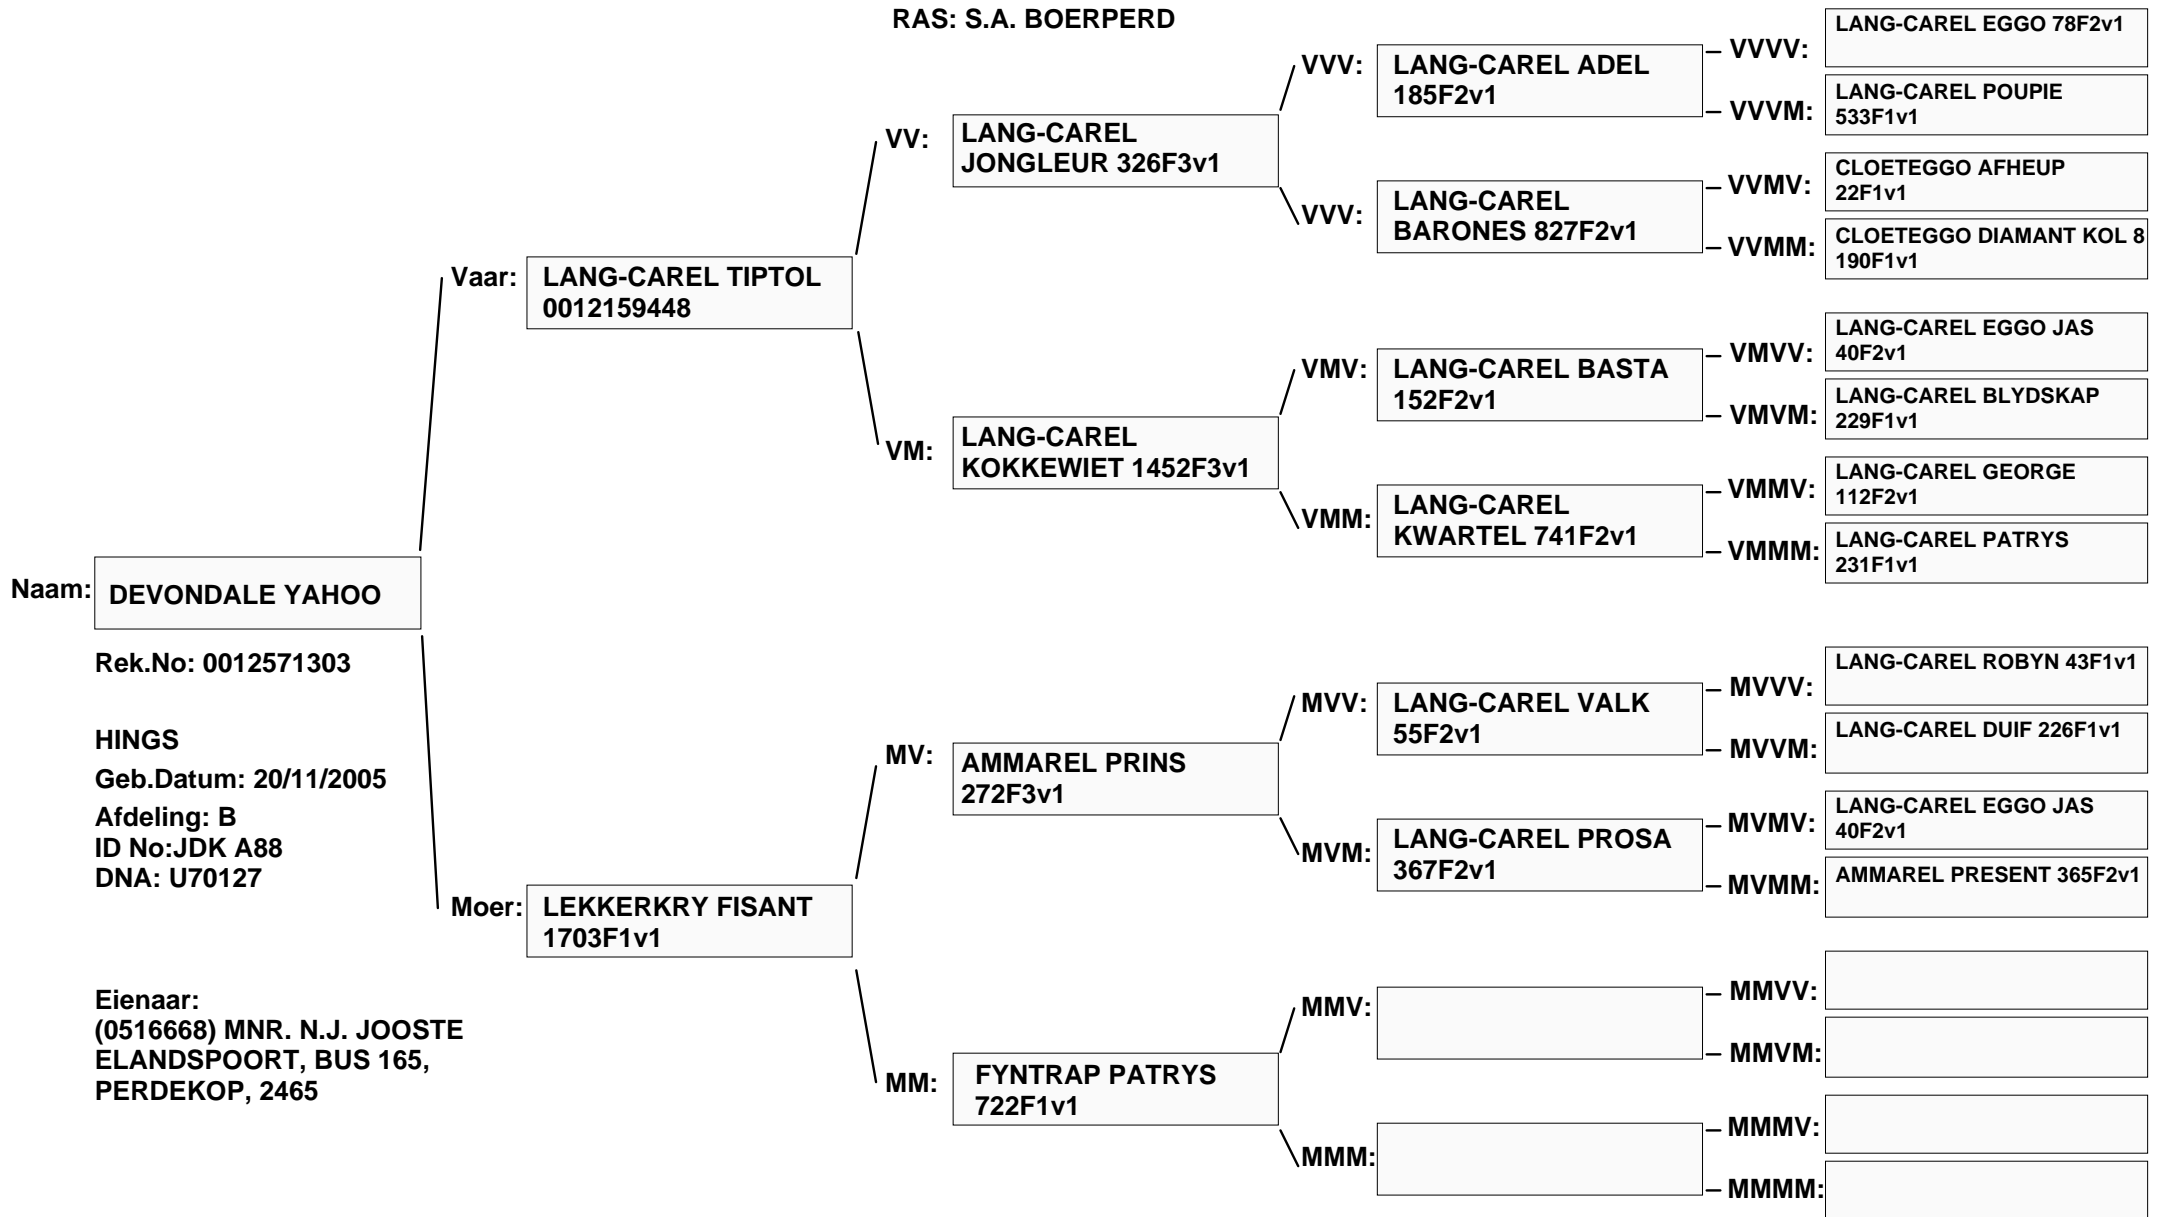 RAS: S.A. BOERPERD
Naam:
DEVONDALE YAHOO
Rek.No: 0012571303
HINGS
Geb.Datum: 20/11/2005
Afdeling: B
ID No:JDK A88
DNA: U70127
Eienaar:
(0516668) MNR. N.J. JOOSTE
ELANDSPOORT, BUS 165,
PERDEKOP, 2465
Vaar:
LANG-CAREL TIPTOL
0012159448
Moer:
LEKKERKRY FISANT
1703F1v1
VV:
LANG-CAREL
JONGLEUR 326F3v1
VM:
LANG-CAREL
KOKKEWIET 1452F3v1
MV:
AMMAREL PRINS
272F3v1
MM:
FYNTRAP PATRYS
722F1v1
VVV:
LANG-CAREL ADEL
185F2v1
VVV:
LANG-CAREL
BARONES 827F2v1
VMV:
LANG-CAREL BASTA
152F2v1
VMM:
LANG-CAREL
KWARTEL 741F2v1
MVV:
LANG-CAREL VALK
55F2v1
MVM:
LANG-CAREL PROSA
367F2v1
MMV:
MMM:
VVVV:
LANG-CAREL EGGO 78F2v1
VVVM:
LANG-CAREL POUPIE
533F1v1
VVMV:
CLOETEGGO AFHEUP
22F1v1
VVMM:
CLOETEGGO DIAMANT KOL 8
190F1v1
VMVV:
LANG-CAREL EGGO JAS
40F2v1
VMVM:
LANG-CAREL BLYDSKAP
229F1v1
VMMV:
LANG-CAREL GEORGE
112F2v1
VMMM:
LANG-CAREL PATRYS
231F1v1
MVVV:
LANG-CAREL ROBYN 43F1v1
MVVM:
LANG-CAREL DUIF 226F1v1
MVMV:
LANG-CAREL EGGO JAS
40F2v1
MVMM:
AMMAREL PRESENT 365F2v1
MMVV:
MMVM:
MMMV:
MMMM: